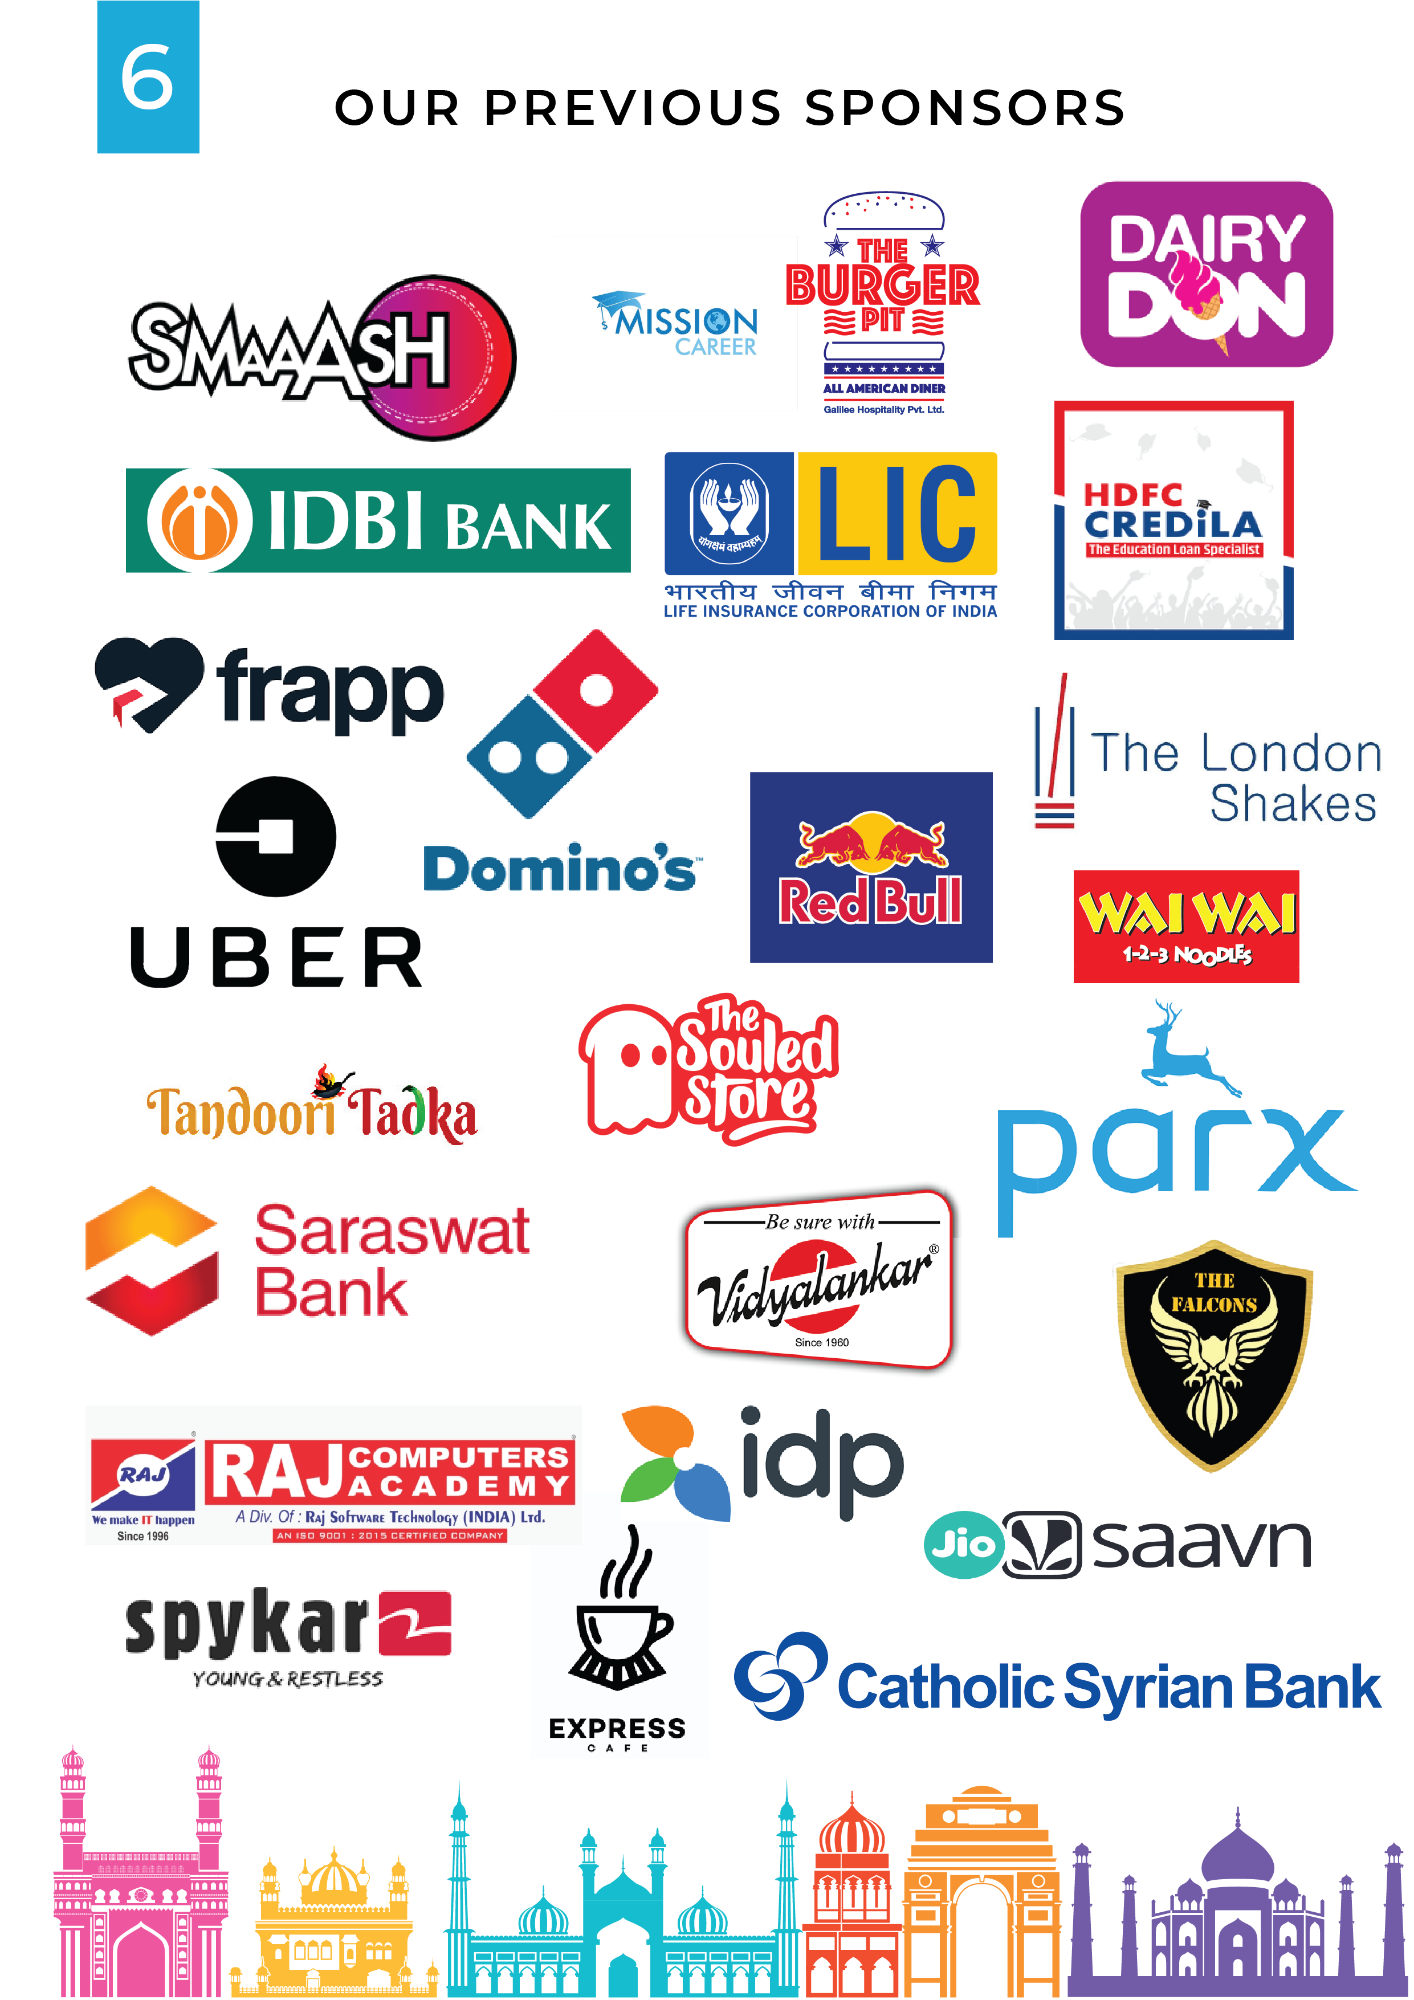 6
OUR PREVIOUS SPONSORS
SMAAASH
MISSION
CAREER
THE
BURGER
PIT
ALL AMERICAN DINER
Galilee Hospitality Pvt. Ltd.
DAIRY
DON
IDBI BANK
योगक्षेमं वहाम्यहम्
LIC
भारतीय जीवन बीमा निगम
LIFE INSURANCE CORPORATION OF INDIA
HDFC
CREDiLA
The Education Loan Specialist
frapp
Domino's™
The London
Shakes
UBER
Red Bull
WAI WAI
1-2-3 NOODLES
Tandoori Tadka
The
Souled
Store
parx
Saraswat
Bank
Be sure with
Vidyalankar®
Since 1960
THE
FALCONS
RAJ
®
We make IT happen
Since 1996
RAJ COMPUTERS
ACADEMY
®
A Div. Of : Raj Software Technology (INDIA) Ltd.
AN ISO 9001 : 2015 CERTIFIED COMPANY
idp
Jio saavn
spykar
YOUNG & RESTLESS
EXPRESS
CAFE
Catholic Syrian Bank